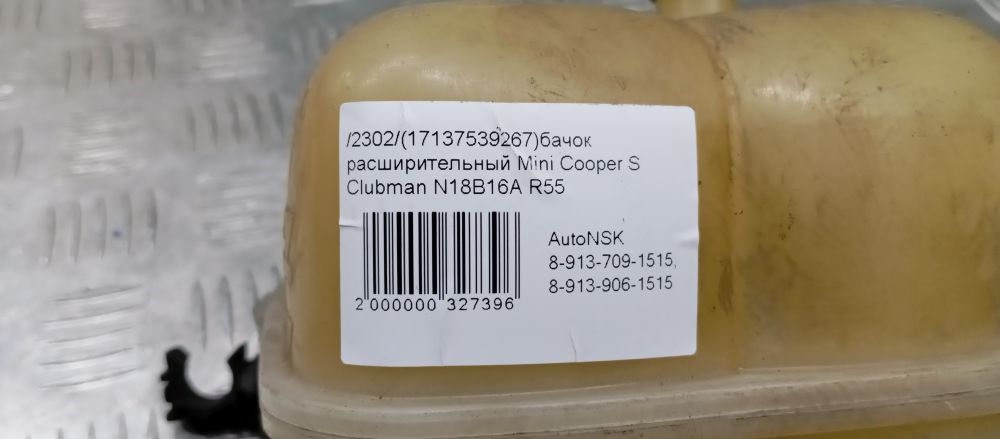 /2302/(17137539267)бачок
расширительный Mini Cooper S
Clubman N18B16A R55
AutoNSK
8-913-709-1515,
8-913-906-1515
2 000000 327396